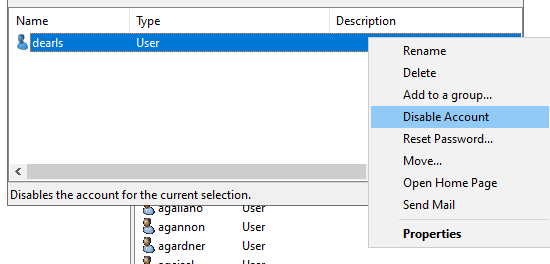 Name Type Description
dearls User
Rename
Delete
Add to a group...
Disable Account
Reset Password...
Move...
Open Home Page
Send Mail
Properties
Disables the account for the current selection.
agaliano User
agannon User
agardner User